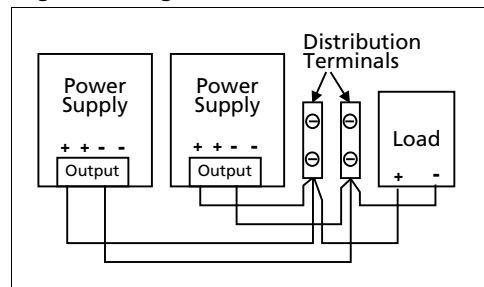 Distribution
Terminals
Power
Supply
+ + - -
Output
Power
Supply
+ + - -
Output
Load
+ -